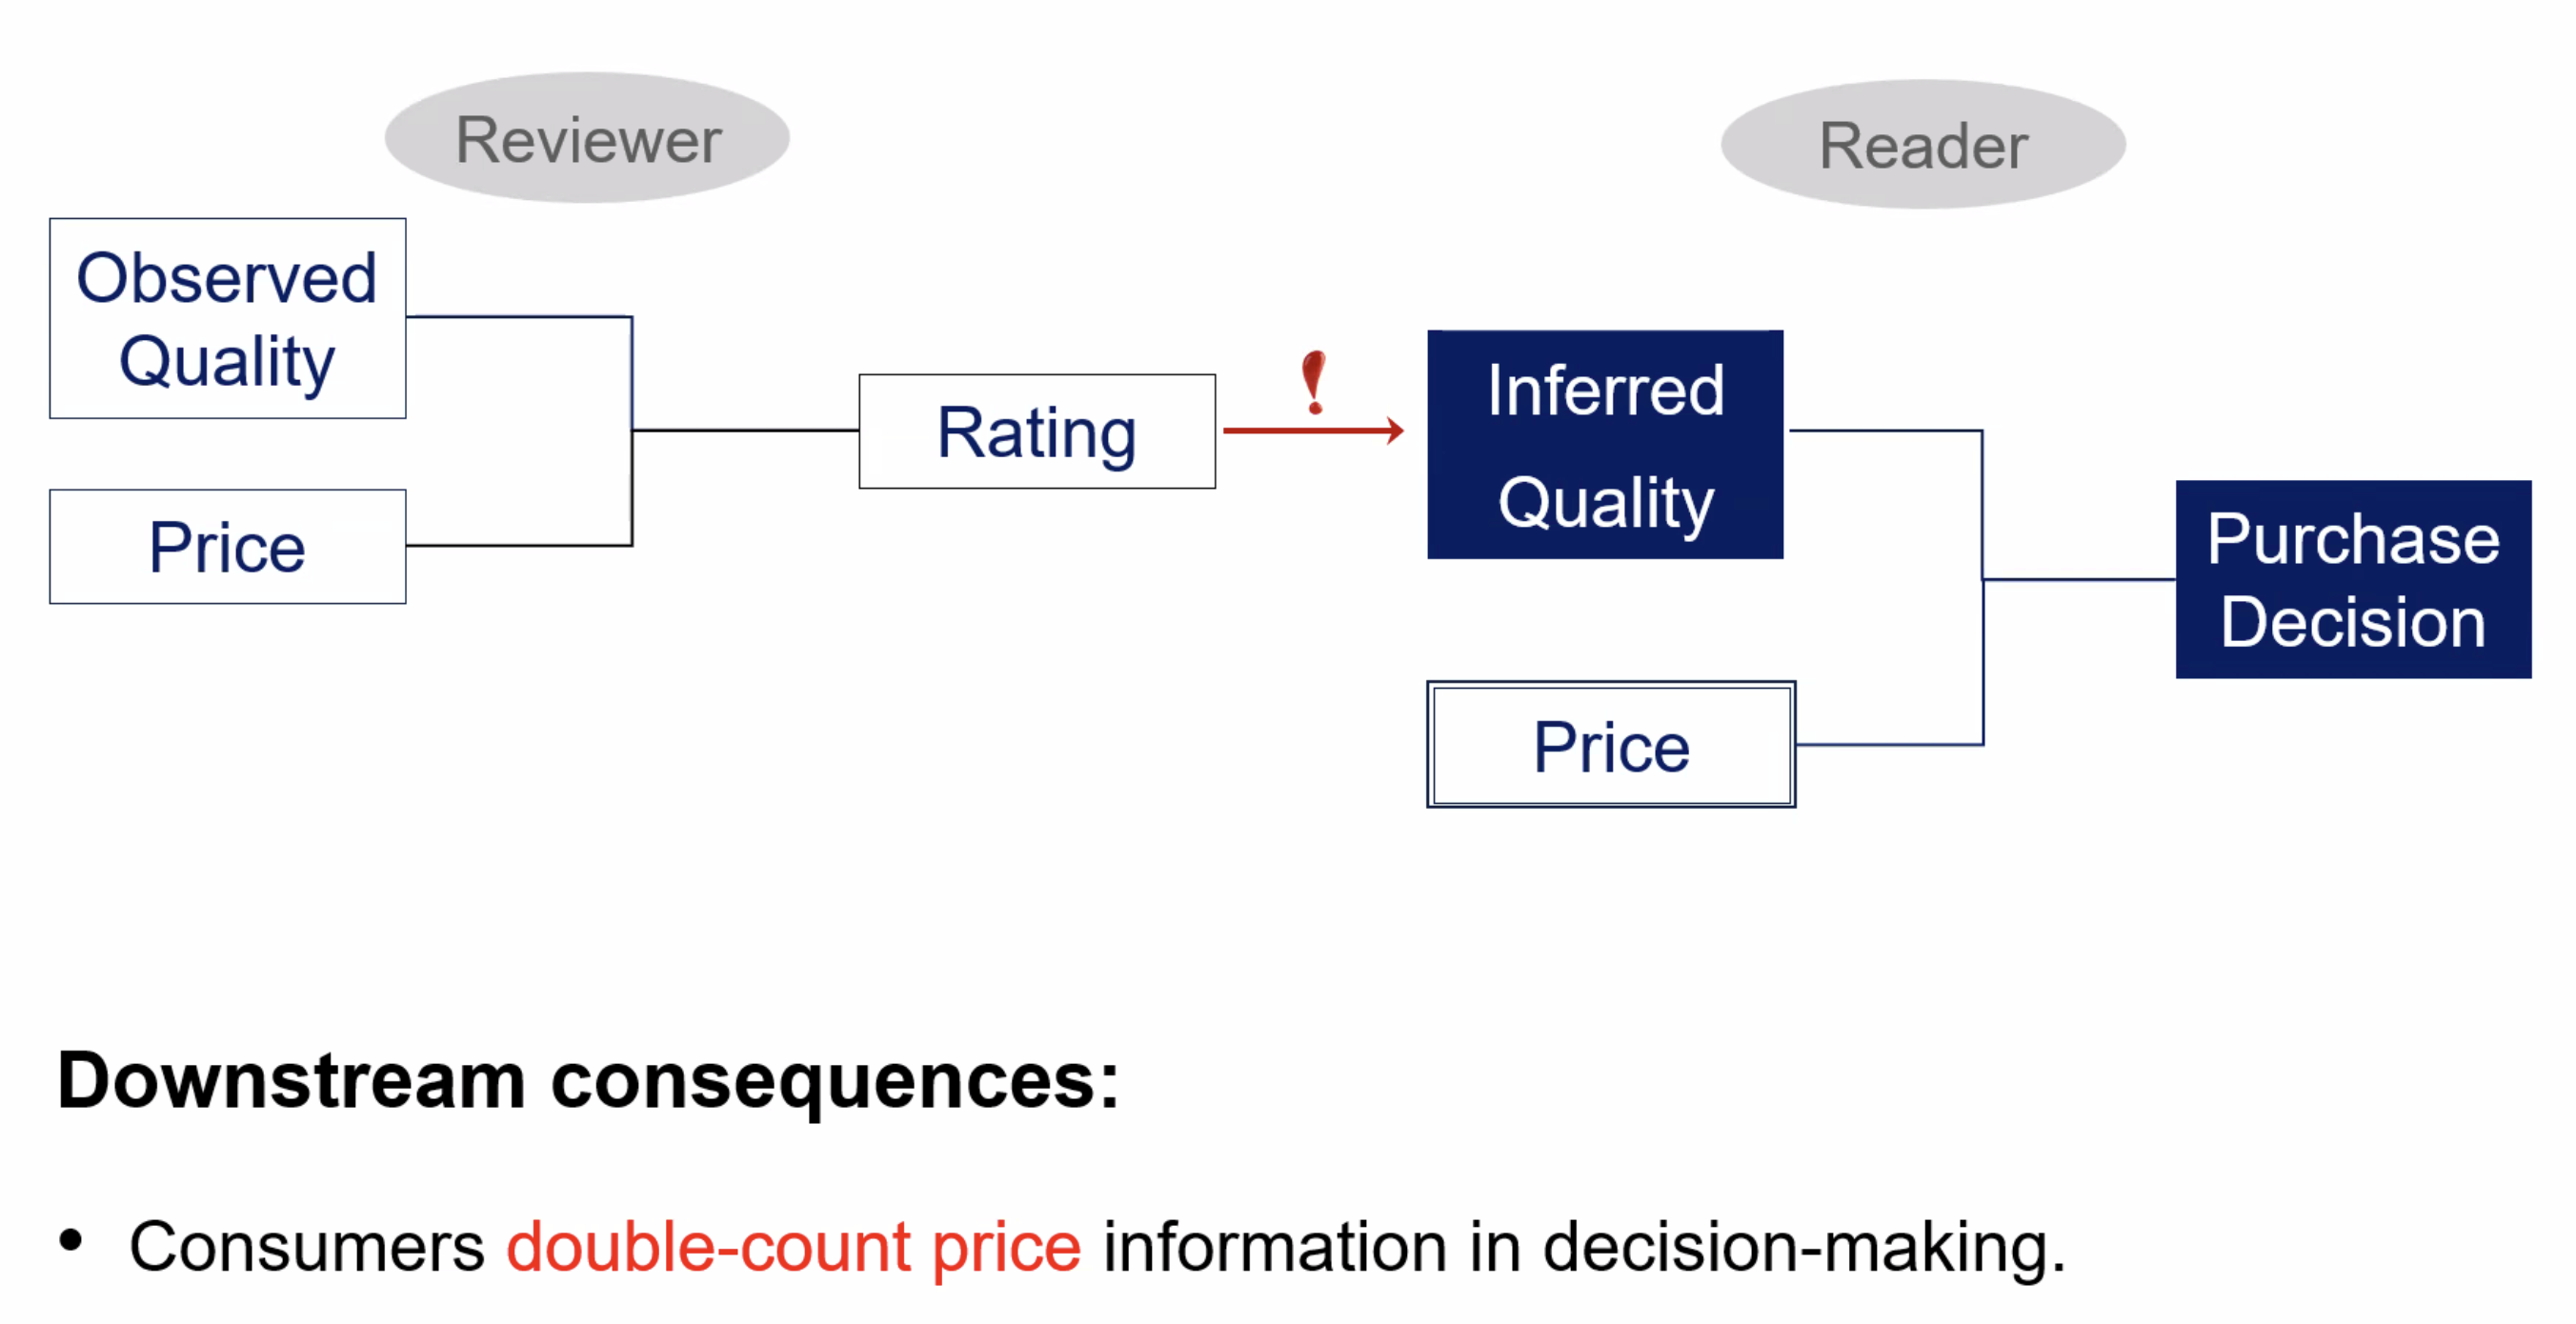 Reviewer
Reader
Observed
Quality
Price
Rating
!
Inferred
Quality
Price
Purchase
Decision
Downstream consequences:
• Consumers double-count price information in decision-making.